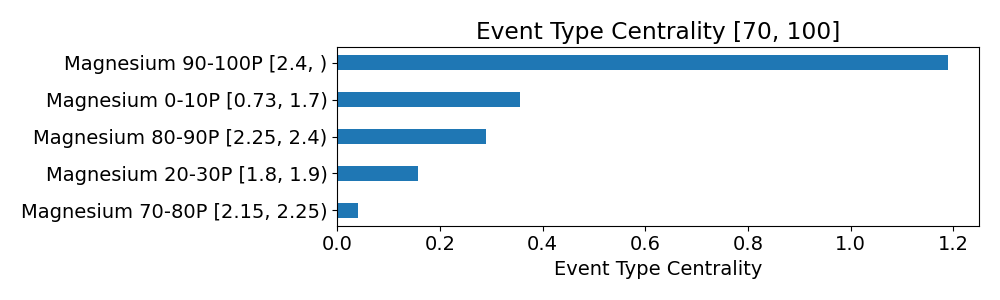 Event Type Centrality [70, 100]
Magnesium 90-100P [2.4, )
Magnesium 0-10P [0.73, 1.7)
Magnesium 80-90P [2.25, 2.4)
Magnesium 20-30P [1.8, 1.9)
Magnesium 70-80P [2.15, 2.25)
0.0 0.2 0.4 0.6 0.8 1.0 1.2
Event Type Centrality